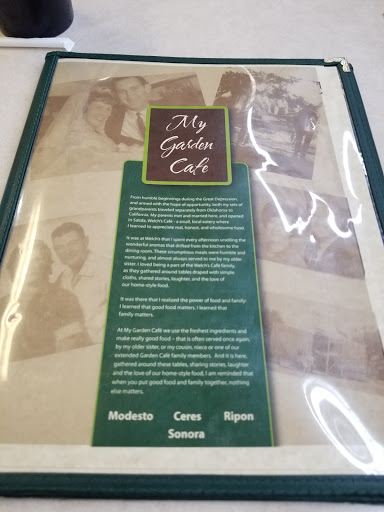 My
Garden
Cafe
From humble beginnings during the Great Depression,
and armed with the hope of opportunity, both my sets of
grandparents traveled separately from Oklahoma to
California. My parents met and married here, and opened
in Salida, Welch's Cafe - a small, local eatery where
I learned to appreciate real, honest, and wholesome food.
It was at Welch's that I spent every afternoon smelling the
wonderful aromas that drifted from the kitchen to the
dining room. These scrumptious meals were humble and
nurturing, and almost always served to me by my older
sister. I loved being a part of the Welch's Cafe family,
as they gathered around tables draped with simple
cloths, shared stories, laughter, and the love of
our home-style food.
It was there that I realized the power of food and family.
I learned that good food matters. I learned that
family matters.
At My Garden Café we use the freshest ingredients and
make really good food - that is often served once again,
by my older sister, or my cousin, niece or one of our
extended Garden Café family members. And it is here,
gathered around these tables, sharing stories, laughter
and the love of our home-style food, I am reminded that
when you put good food and family together, nothing
else matters.
Modesto Ceres Ripon
Sonora